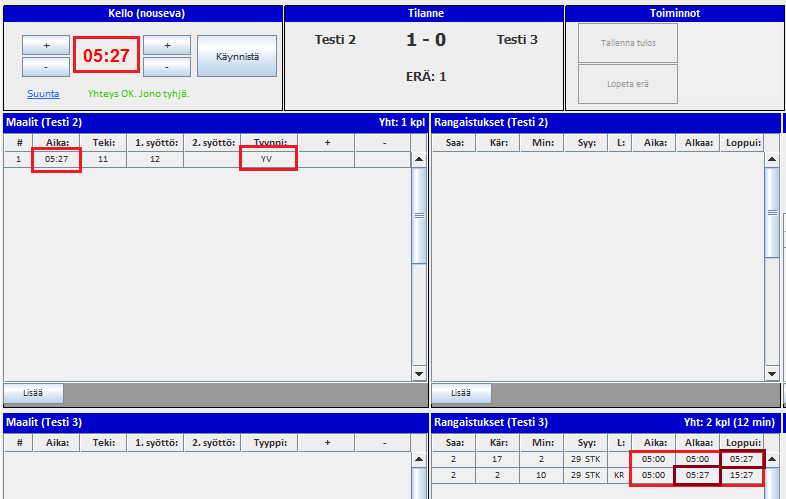 Kello (nouseva)
+
-
05:27
+
-
Käynnistä
Suunta
Yhteys OK. Jono tyhjä.
Tilanne
Testi 2 1 - 0 Testi 3
ERÄ: 1
Toiminnot
Tallenna tulos
Lopeta erä
Maalit (Testi 2) Yht: 1 kpl
# Aika: Teki: 1. syöttö: 2. syöttö: Tyyppi: + -
1 05:27 11 12 YV
Lisää
Rangaistukset (Testi 2)
Saa: Kär: Min: Syy: L: Aika: Alkaa: Loppui:
Lisää
Maalit (Testi 3)
# Aika: Teki: 1. syöttö: 2. syöttö: Tyyppi: + -
Rangaistukset (Testi 3) Yht: 2 kpl (12 min)
Saa: Kär: Min: Syy: L: Aika: Alkaa: Loppui:
2 17 2 29 STK 05:00 05:00 05:27
2 2 10 29 STK KR 05:00 05:27 15:27